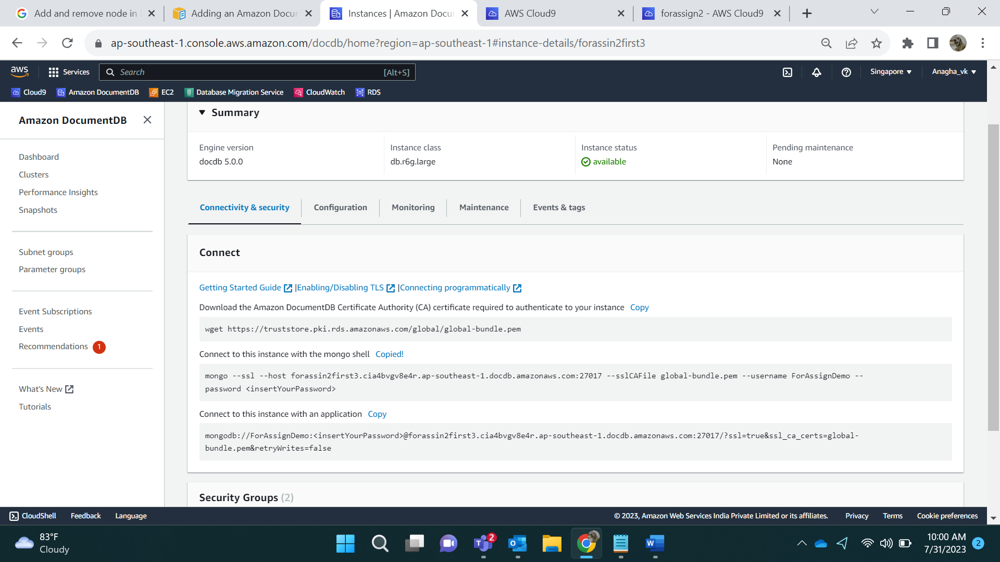 Add and remove node in
Adding an Amazon Docu
Instances | Amazon Docu
AWS Cloud9
forassign2 - AWS Cloud9
ap-southeast-1.console.aws.amazon.com/docdb/home?region=ap-southeast-1#instance-details/forassin2first3
aws
Services
Search
[Alt+S]
Singapore
Anagha_vk
Cloud9
Amazon DocumentDB
EC2
Database Migration Service
CloudWatch
RDS
Amazon DocumentDB
Dashboard
Clusters
Performance Insights
Snapshots
Subnet groups
Parameter groups
Event Subscriptions
Events
Recommendations 1
What's New
Tutorials
Summary
Engine version
docdb 5.0.0
Instance class
db.r6g.large
Instance status
available
Pending maintenance
None
Connectivity & security
Configuration
Monitoring
Maintenance
Events & tags
Connect
Getting Started Guide |Enabling/Disabling TLS |Connecting programmatically
Download the Amazon DocumentDB Certificate Authority (CA) certificate required to authenticate to your instance Copy
wget https://truststore.pki.rds.amazonaws.com/global/global-bundle.pem
Connect to this instance with the mongo shell Copied!
mongo --ssl --host forassin2first3.cia4bvgv8e4r.ap-southeast-1.docdb.amazonaws.com:27017 --sslCAFile global-bundle.pem --username ForAssignDemo --
password <insertYourPassword>
Connect to this instance with an application Copy
mongodb://ForAssignDemo:<insertYourPassword>@forassin2first3.cia4bvgv8e4r.ap-southeast-1.docdb.amazonaws.com:27017/?ssl=true&ssl_ca_certs=global-
bundle.pem&retryWrites=false
Security Groups (2)
CloudShell
Feedback
Language
© 2023, Amazon Web Services India Private Limited or its affiliates.
Privacy
Terms
Cookie preferences
83°F
Cloudy
2
10:00 AM
7/31/2023
2